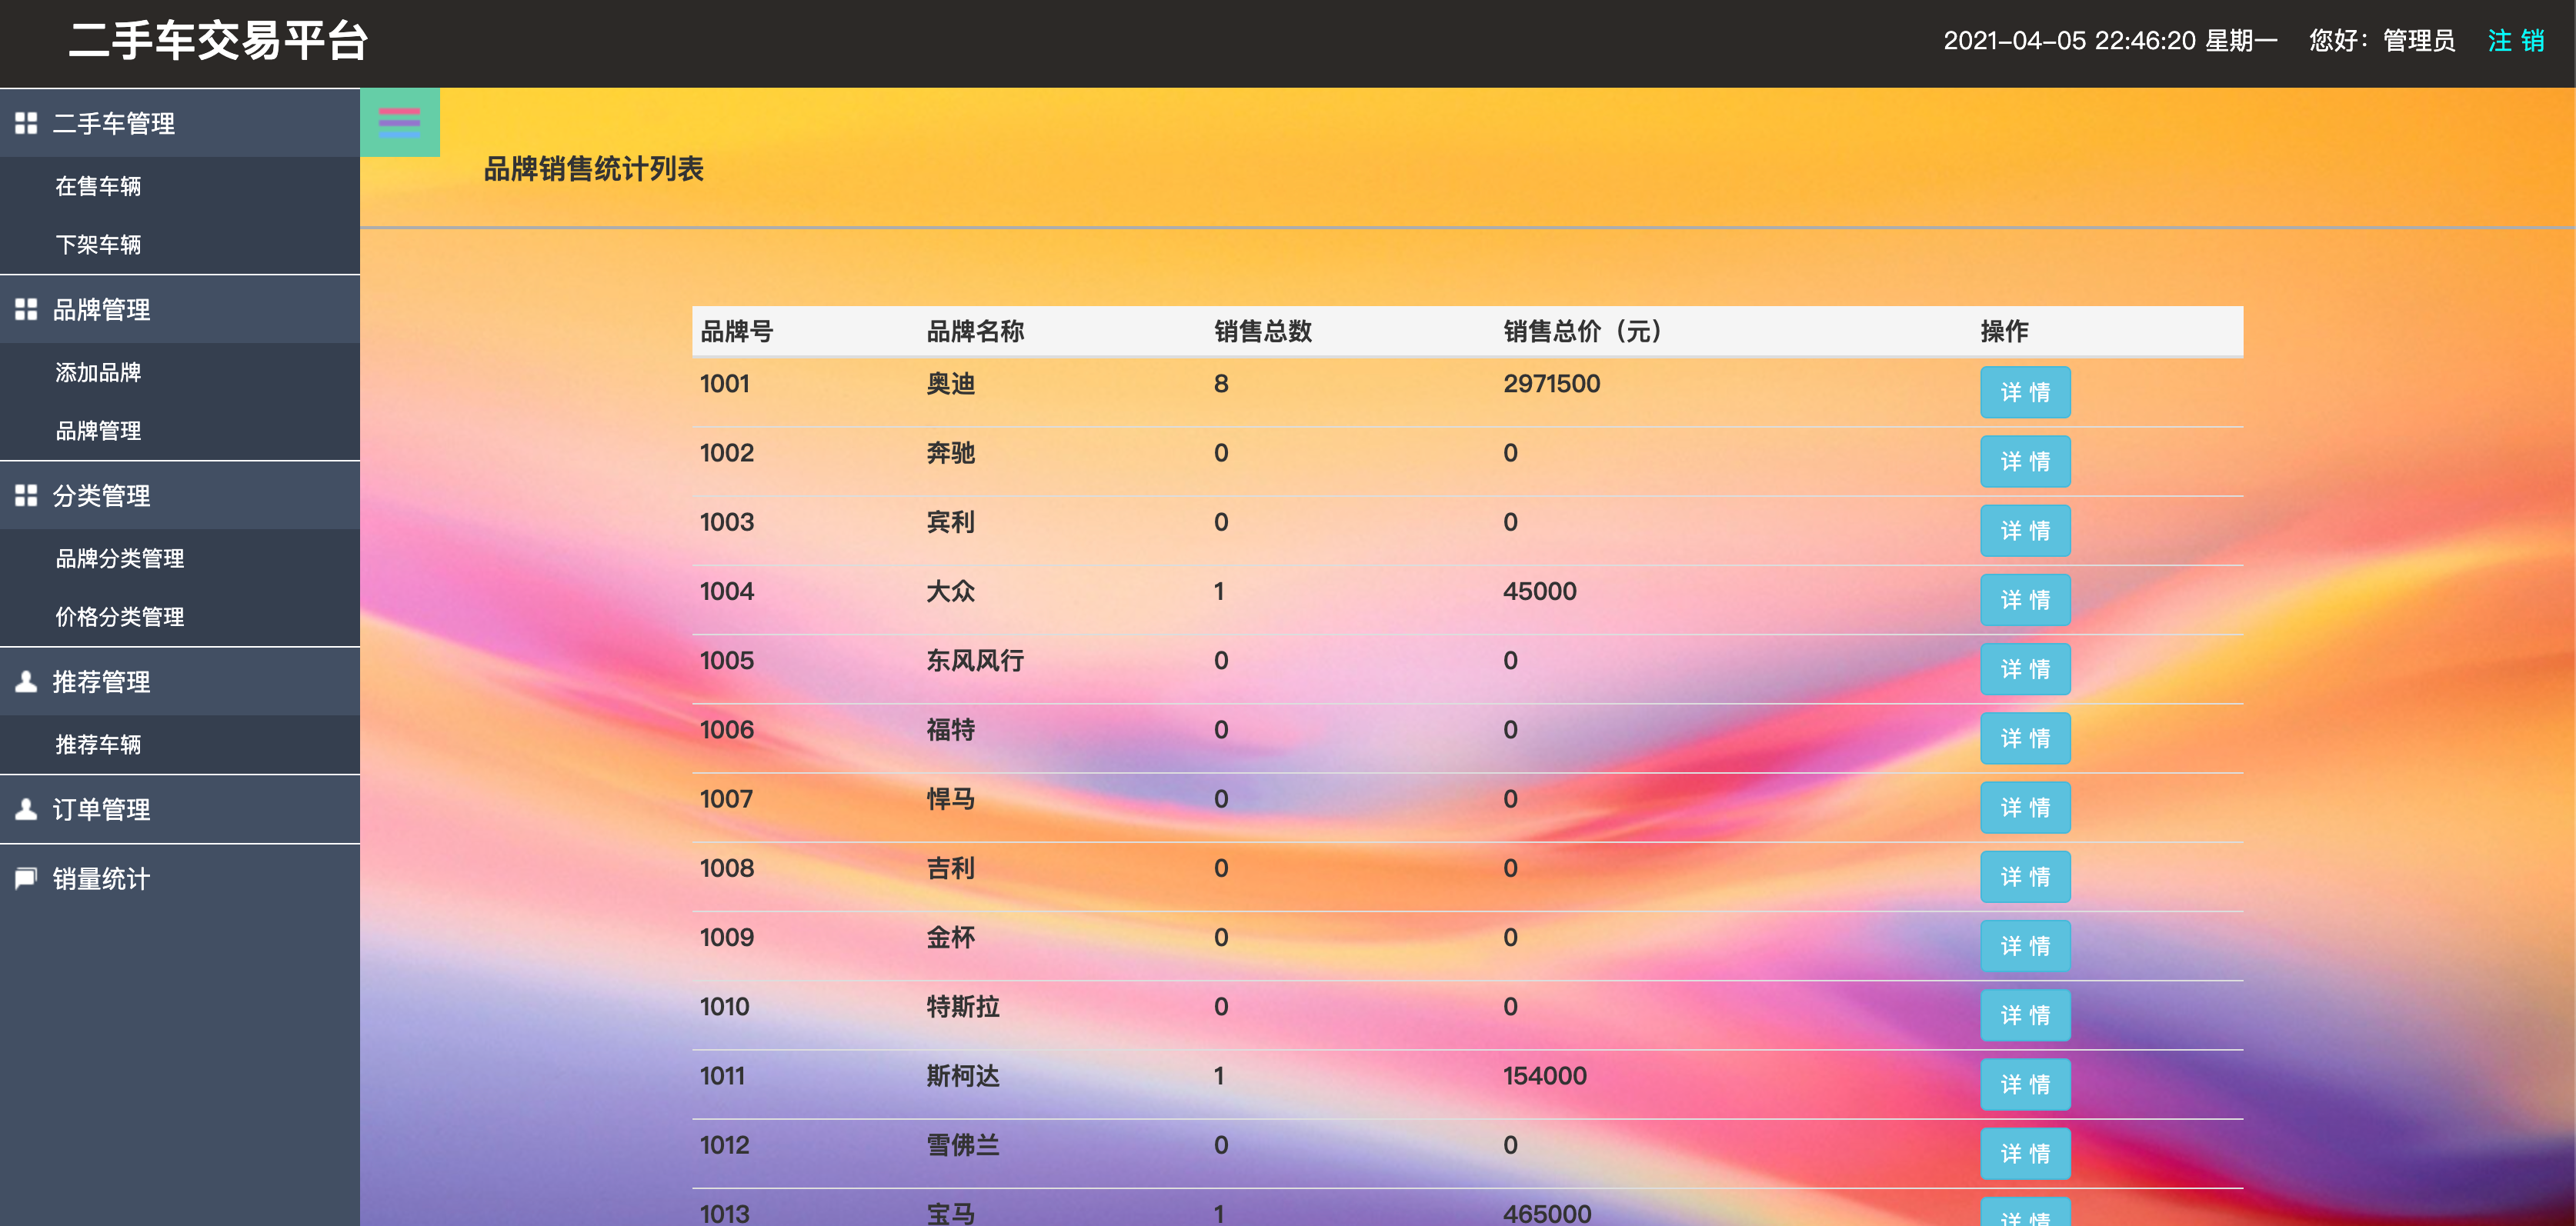 二手车交易平台
2021-04-05 22:46:20 星期一 您好：管理员 注 销
二手车管理
在售车辆
下架车辆
品牌管理
添加品牌
品牌管理
分类管理
品牌分类管理
价格分类管理
推荐管理
推荐车辆
订单管理
销量统计
品牌销售统计列表
品牌号 品牌名称 销售总数 销售总价（元） 操作
1001 奥迪 8 2971500 详 情
1002 奔驰 0 0 详 情
1003 宾利 0 0 详 情
1004 大众 1 45000 详 情
1005 东风风行 0 0 详 情
1006 福特 0 0 详 情
1007 悍马 0 0 详 情
1008 吉利 0 0 详 情
1009 金杯 0 0 详 情
1010 特斯拉 0 0 详 情
1011 斯柯达 1 154000 详 情
1012 雪佛兰 0 0 详 情
1013 宝马 1 465000 详 情